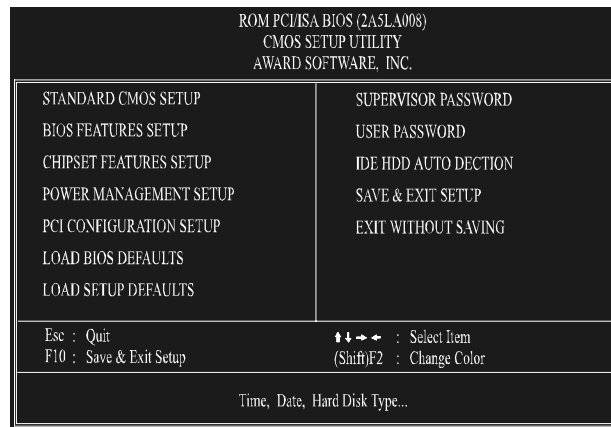 ROM PCI/ISA BIOS (2A5LA008)
CMOS SETUP UTILITY
AWARD SOFTWARE, INC.
STANDARD CMOS SETUP
BIOS FEATURES SETUP
CHIPSET FEATURES SETUP
POWER MANAGEMENT SETUP
PCI CONFIGURATION SETUP
LOAD BIOS DEFAULTS
LOAD SETUP DEFAULTS
SUPERVISOR PASSWORD
USER PASSWORD
IDE HDD AUTO DECTION
SAVE & EXIT SETUP
EXIT WITHOUT SAVING
Esc : Quit
F10 : Save & Exit Setup
↑↓→← : Select Item
(Shift)F2 : Change Color
Time, Date, Hard Disk Type...